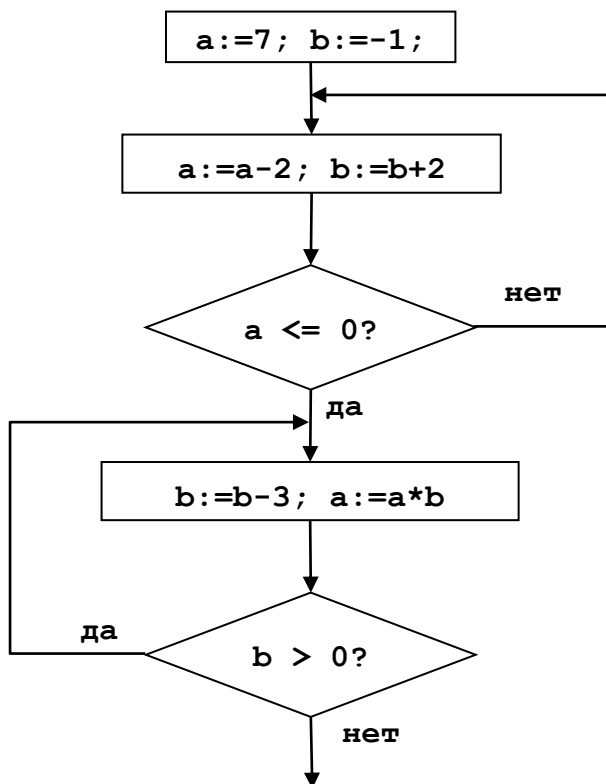 a:=7; b:=-1;
a:=a-2; b:=b+2
нет
a <= 0?
да
b:=b-3; a:=a*b
да
b > 0?
нет